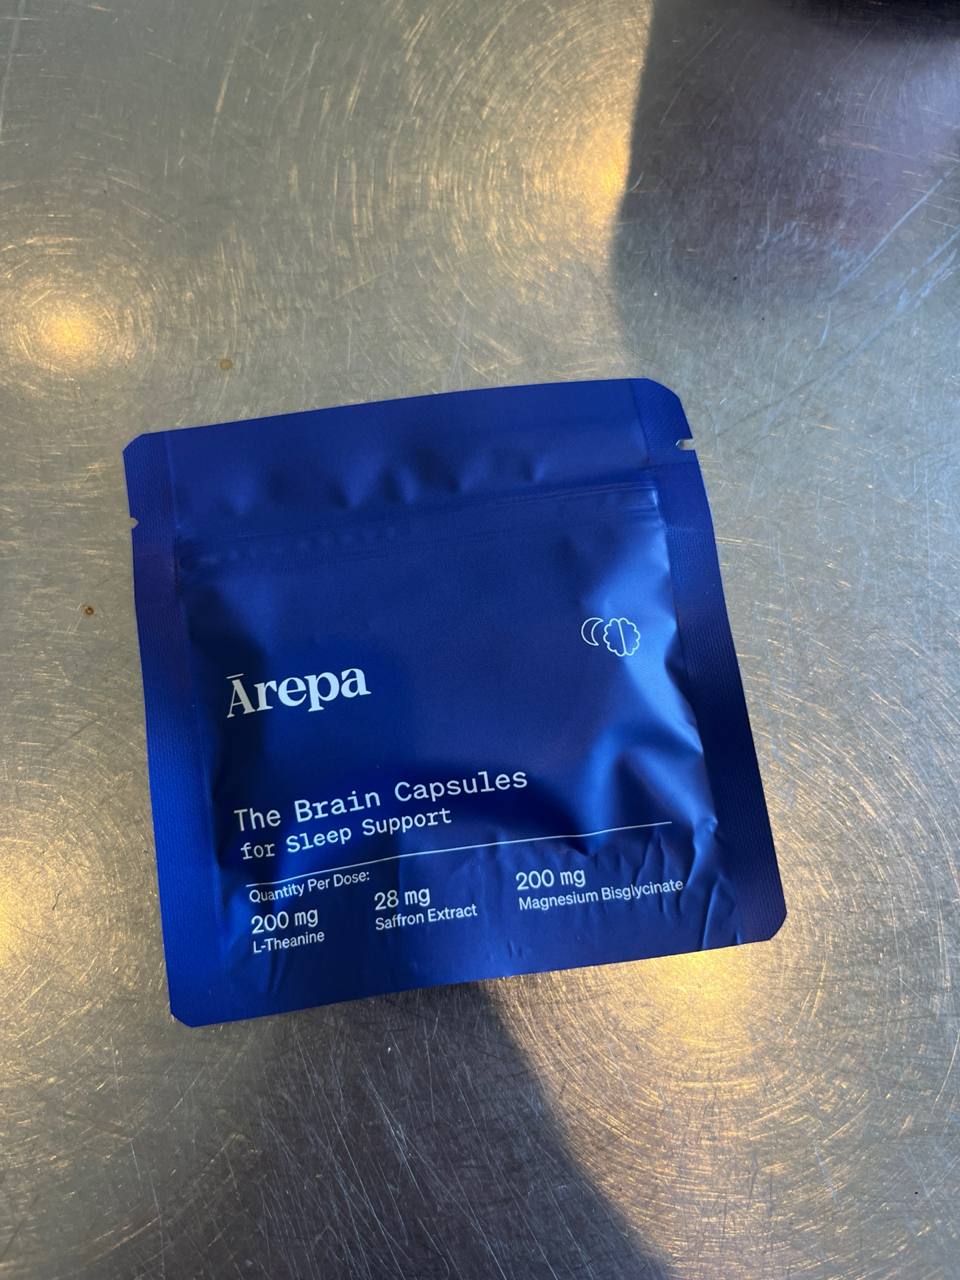 Ārepa
The Brain Capsules
for Sleep Support
Quantity Per Dose:
200 mg
L-Theanine
28 mg
Saffron Extract
200 mg
Magnesium Bisglycinate